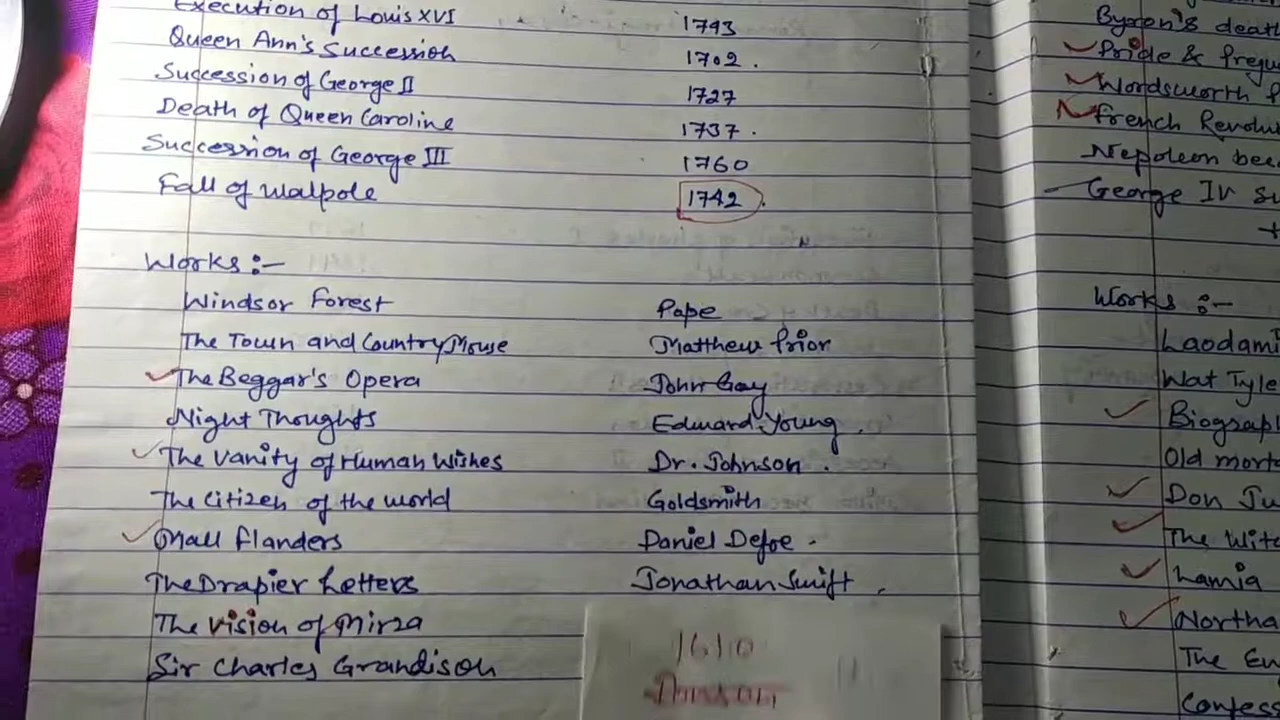 Execution of Louis XVI 1793
Queen Ann's Succession 1702.
Succession of George II 1727
Death of Queen Caroline 1737.
Succession of George III 1760
Fall of Walpole 1742.
Works :-
Windsor Forest Pope
The Town and Country Mouse Matthew Prior
The Beggar's Opera John Gay
Night Thoughts Edward Young.
The Vanity of Human Wishes Dr. Johnson.
The Citizen of the world Goldsmith
Moll Flanders Daniel Defoe.
The Drapier Letters Jonathan Swift.
The vision of Mirza
Sir Charles Grandison
1610
Byron's death
Pride & Preju
Wordsworth
French Revolu
Nepoleon bec
George IV su
Works :-
Laodami
Wat Tyle
Biograp
Old morta
Don Ju
The Witc
Lamia
Northa
The
Confess